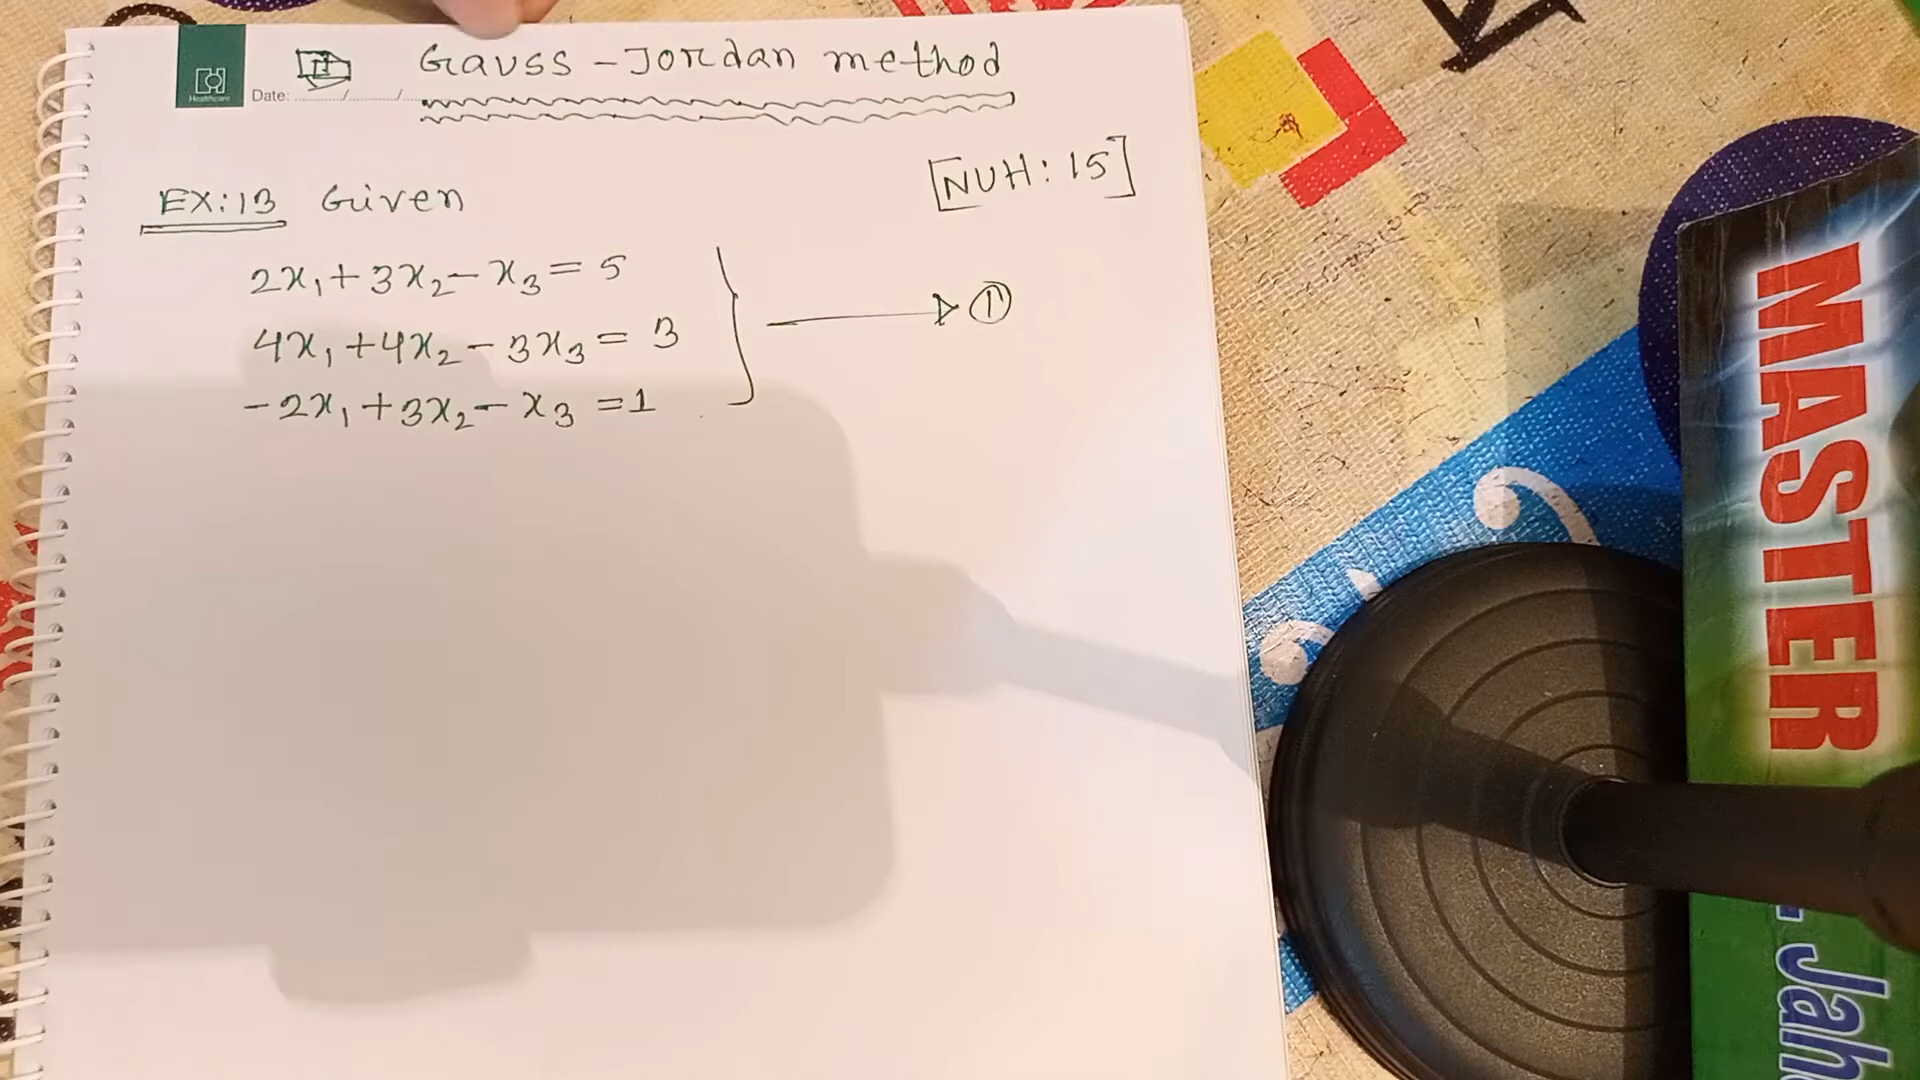 Gauss - Jordan method
Healthcare
Date: ........../........../......
[NUH: 15]
EX:13 Given
2x₁+3x₂-x₃= 5
4x₁+4x₂-3x₃= 3
-2x₁+3x₂-x₃ =1
①
MASTER
Jah